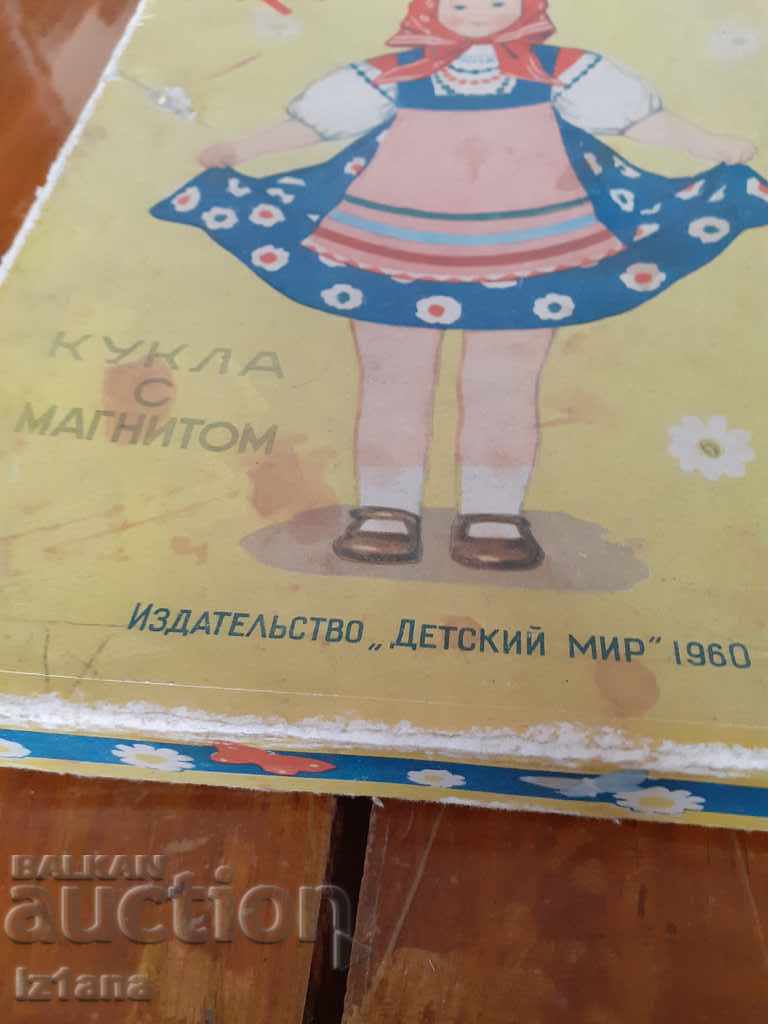 КУКЛА
С
МАГНИТОМ
ИЗДАТЕЛЬСТВО „ДЕТСКИЙ МИР" 1960
BALKAN
auction
iz1ana